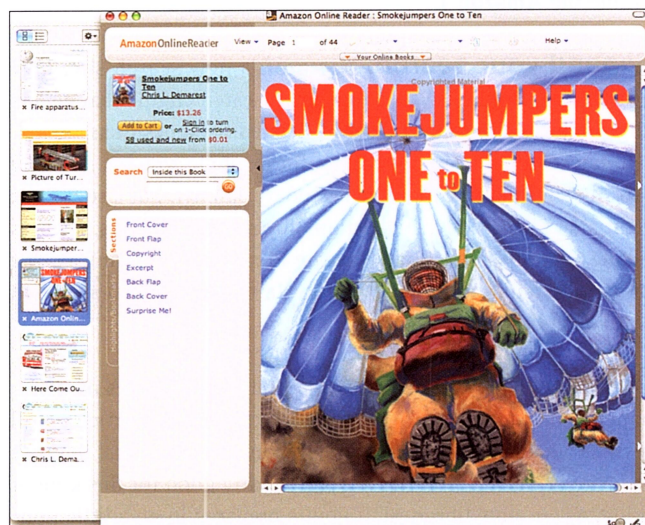 Amazon Online Reader : Smokejumpers One to Ten
AmazonOnlineReader View Page 1 of 44 Help
Your Online Books
Fire apparatus...
Picture of Tur...
Smokejumper...
Amazon Onlin...
Here Come Ou...
Chris L. Dema...
Smokejumpers One to
Ten
Chris L. Demarest
Price: $13.26
Add to Cart or Sign in to turn
on 1-Click ordering.
58 used and new from $0.01
Search Inside this Book
GO
Sections
Front Cover
Front Flap
Copyright
Excerpt
Back Flap
Back Cover
Surprise Me!
Copyrighted Material
SMOKEJUMPERS
ONE to TEN